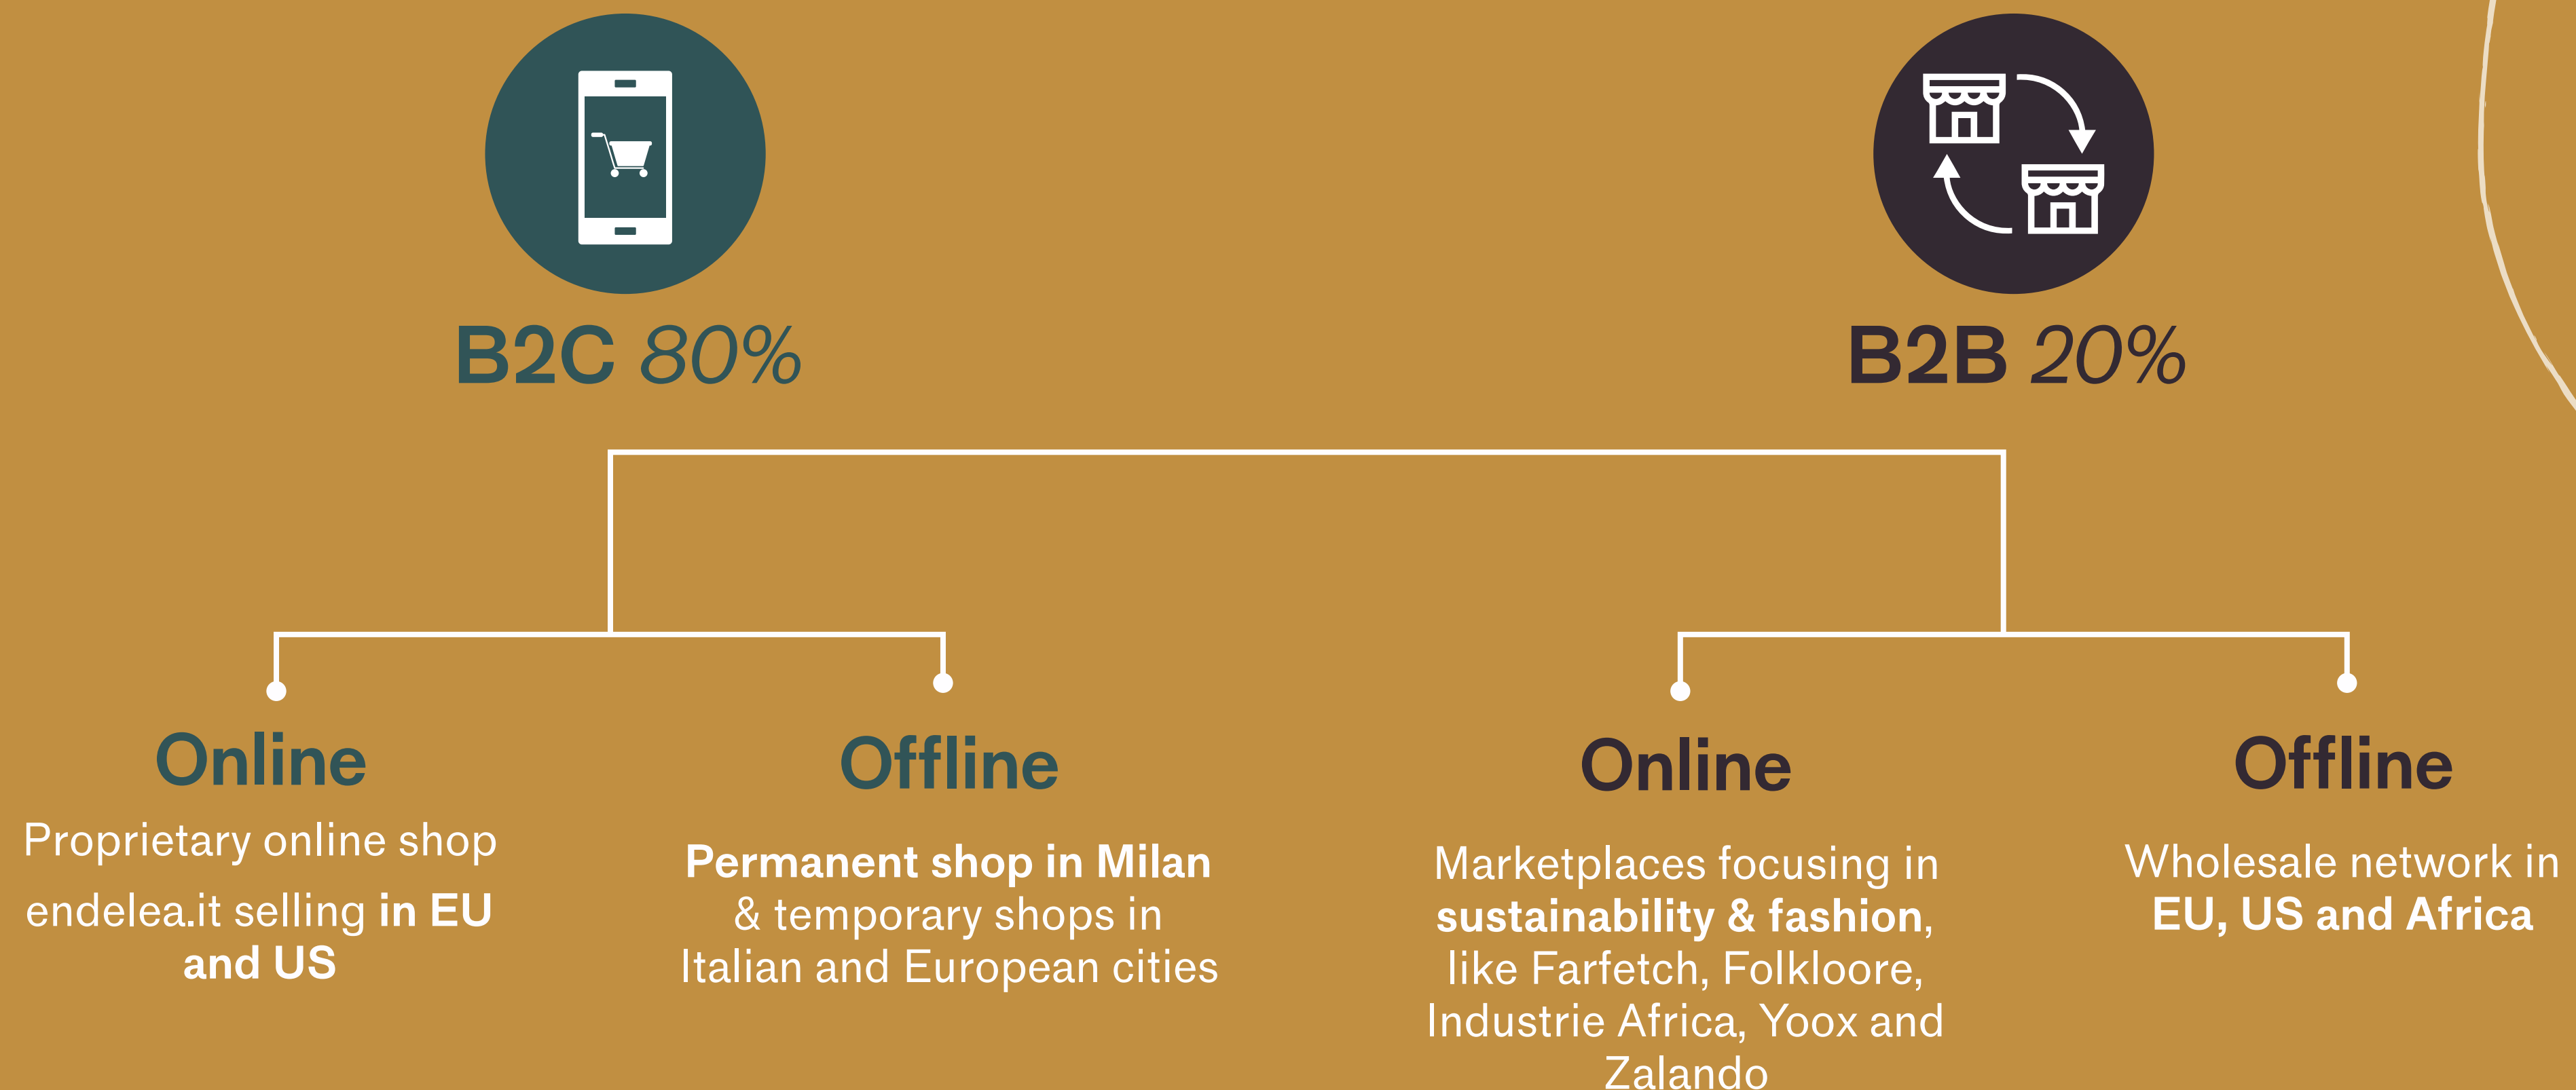 B2C 80%
B2B 20%
Online
Proprietary online shop
endelea.it selling in EU
and US
Offline
Permanent shop in Milan
& temporary shops in
Italian and European cities
Online
Marketplaces focusing in
sustainability & fashion,
like Farfetch, Folkloore,
Industrie Africa, Yoox and
Zalando
Offline
Wholesale network in
EU, US and Africa